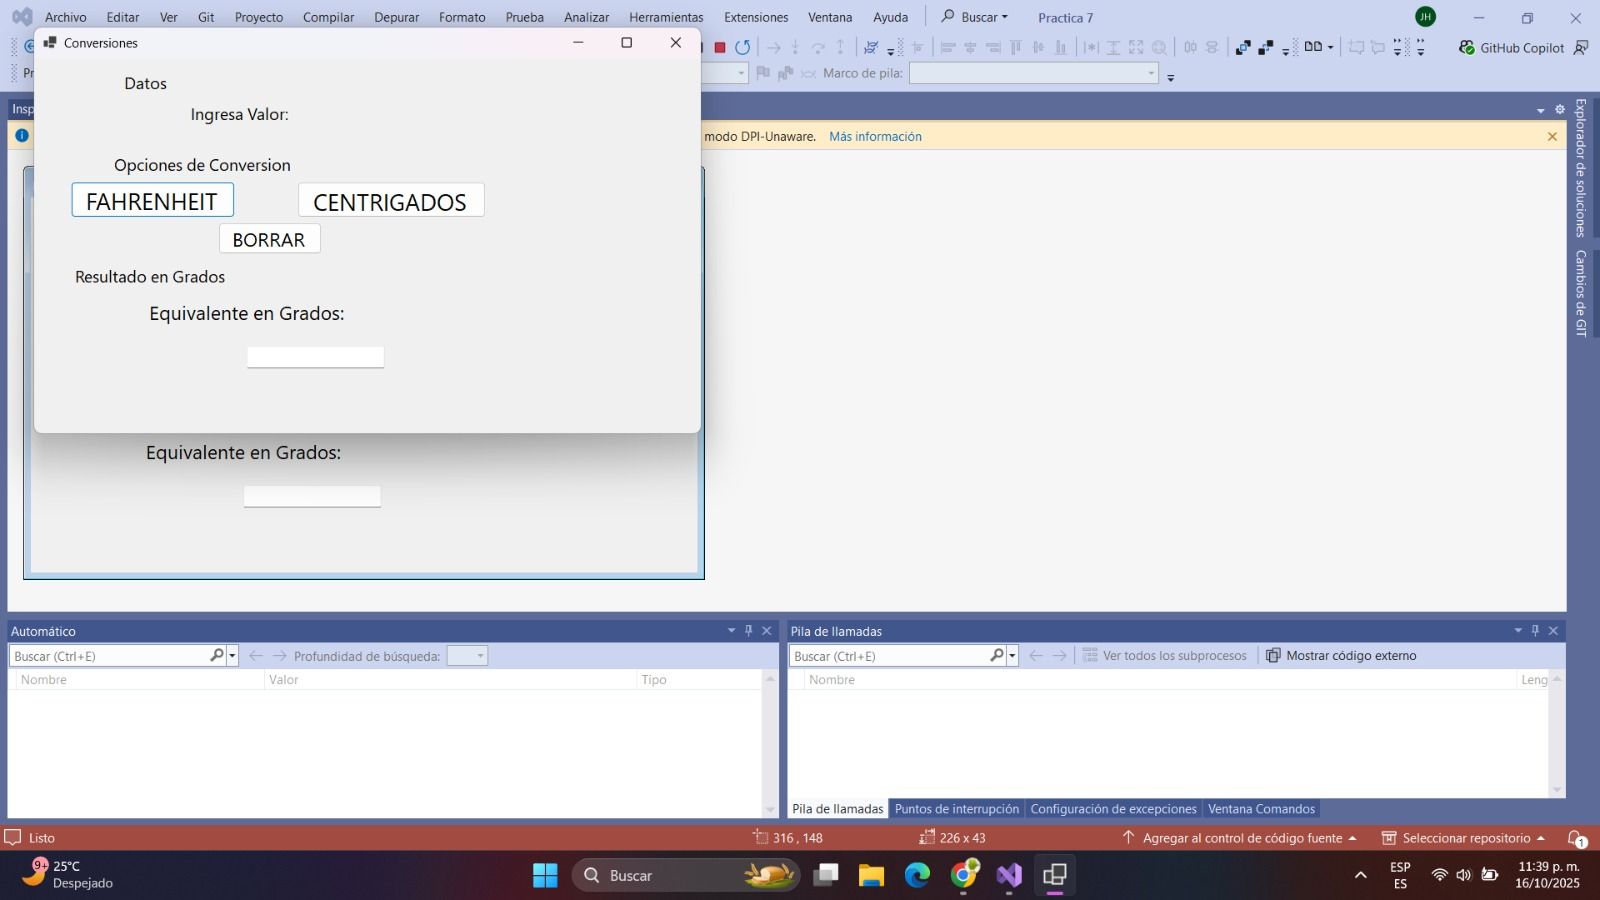 Archivo Editar Ver Git Proyecto Compilar Depurar Formato Prueba Analizar Herramientas Extensiones Ventana Ayuda Buscar Practica 7 JH
Conversiones
GitHub Copilot
Marco de pila:
Datos
Ingresa Valor:
modo DPI-Unaware. Más información
Opciones de Conversion
FAHRENHEIT CENTRIGADOS
BORRAR
Resultado en Grados
Equivalente en Grados:
Equivalente en Grados:
Explorador de soluciones
Cambios de GIT
Automático
Buscar (Ctrl+E) Profundidad de búsqueda:
Nombre Valor Tipo
Pila de llamadas
Buscar (Ctrl+E) Ver todos los subprocesos Mostrar código externo
Nombre Leng
Pila de llamadas Puntos de interrupción Configuración de excepciones Ventana Comandos
Listo 316 , 148 226 x 43 Agregar al control de código fuente Seleccionar repositorio 1
9+ 25°C
Despejado
Buscar
ESP
ES
11:39 p. m.
16/10/2025